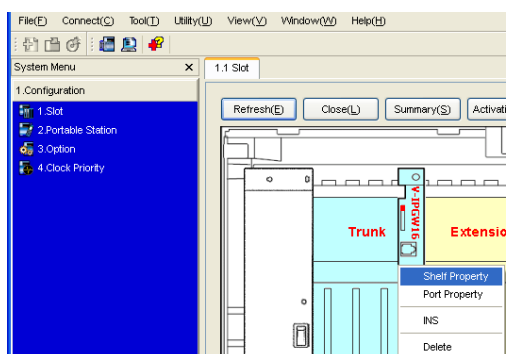 File(F) Connect(C) Tool(T) Utility(U) View(V) Window(W) Help(H)
System Menu X
1.1 Slot
1.Configuration
1.Slot
2.Portable Station
3.Option
4.Clock Priority
Refresh(E) Close(L) Summary(S) Activati
V-IPGW16
Trunk
Extensio
Shelf Property
Port Property
INS
Delete